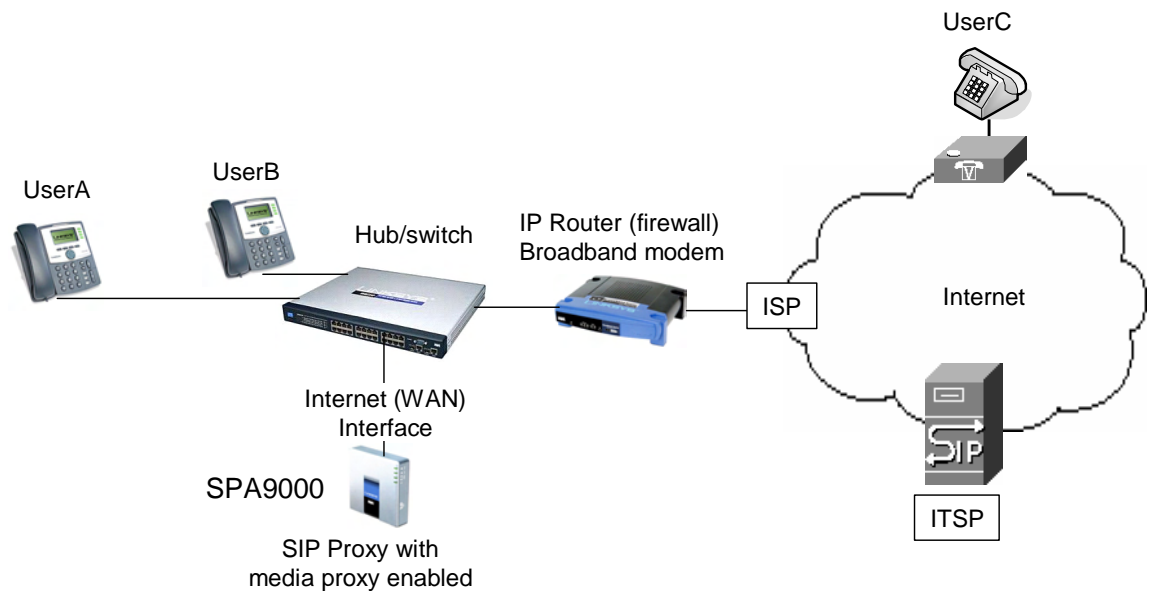 UserC
UserB
UserA
Hub/switch
IP Router (firewall)
Broadband modem
V
ISP
Internet
Internet (WAN)
Interface
SPA9000
SIP
ITSP
SIP Proxy with
media proxy enabled